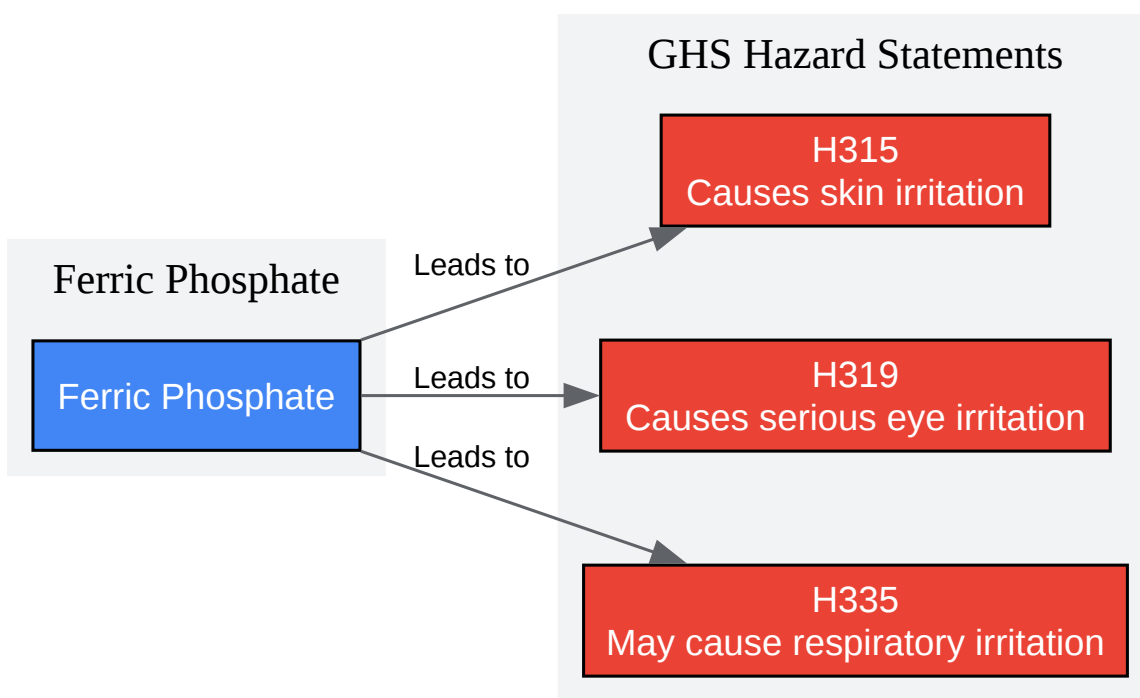 GHS Hazard Statements
H315
Causes skin irritation
Leads to
Ferric Phosphate
Ferric Phosphate
Leads to
H319
Causes serious eye irritation
Leads to
H335
May cause respiratory irritation